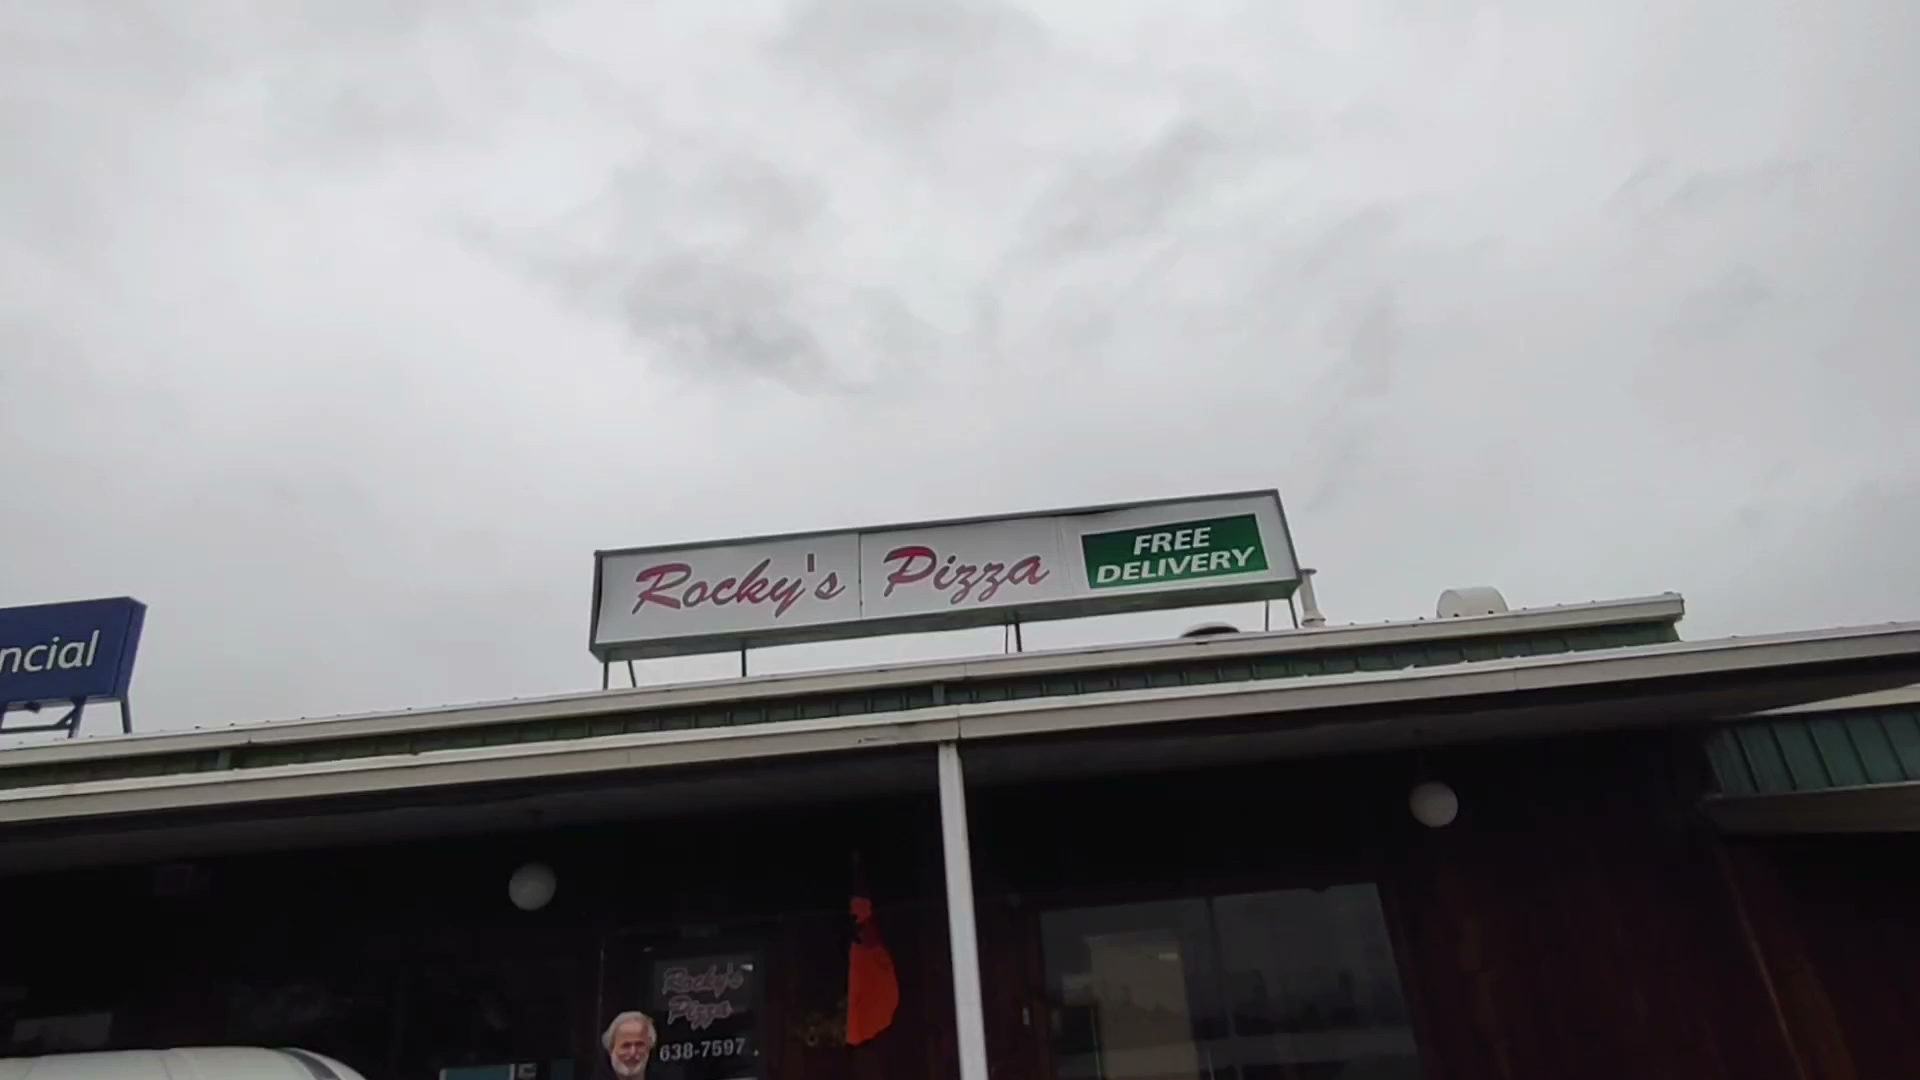 ncial
Rocky's Pizza
FREE
DELIVERY
Rocky's
Pizza
638-7597